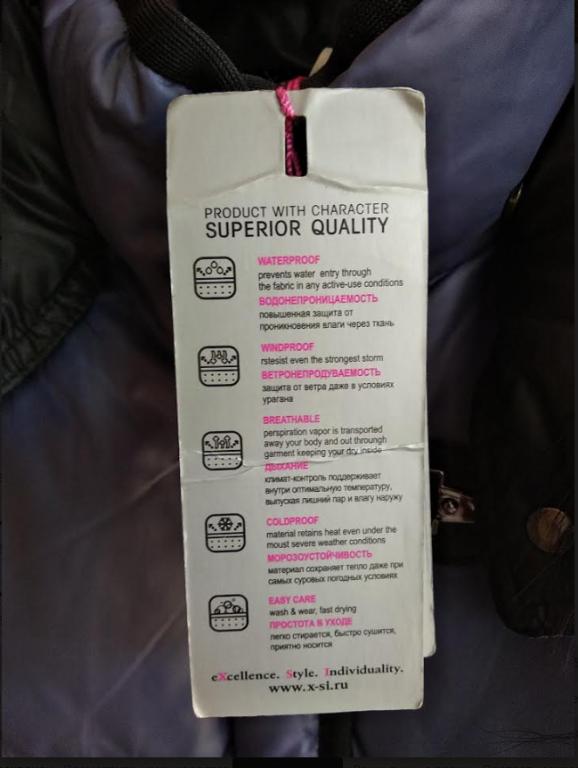 PRODUCT WITH CHARACTER
SUPERIOR QUALITY
WATERPROOF
prevents water entry through
the fabric in any active-use conditions
ВОДОНЕПРОНИЦАЕМОСТЬ
повышенная защита от
проникновения влаги через ткань
WINDPROOF
rstesist even the strongest storm
ВЕТРОНЕПРОДУВАЕМОСТЬ
защита от ветра даже в условиях
урагана
BREATHABLE
perspiration vapor is transported
away your body and out through
garment keeping your dry inside
ДЫХАНИЕ
климат-контроль поддерживает
внутри оптимальную температуру,
выпуская лишний пар и влагу наружу
COLDPROOF
material retains heat even under the
moust severe weather conditions
МОРОЗОУСТОЙЧИВОСТЬ
материал сохраняет тепло даже при
самых суровых погодных условиях
EASY CARE
wash & wear, fast drying
ПРОСТОТА В УХОДЕ
легко стирается, быстро сушится,
приятно носится
eXcellence. Style. Individuality.
www.x-si.ru